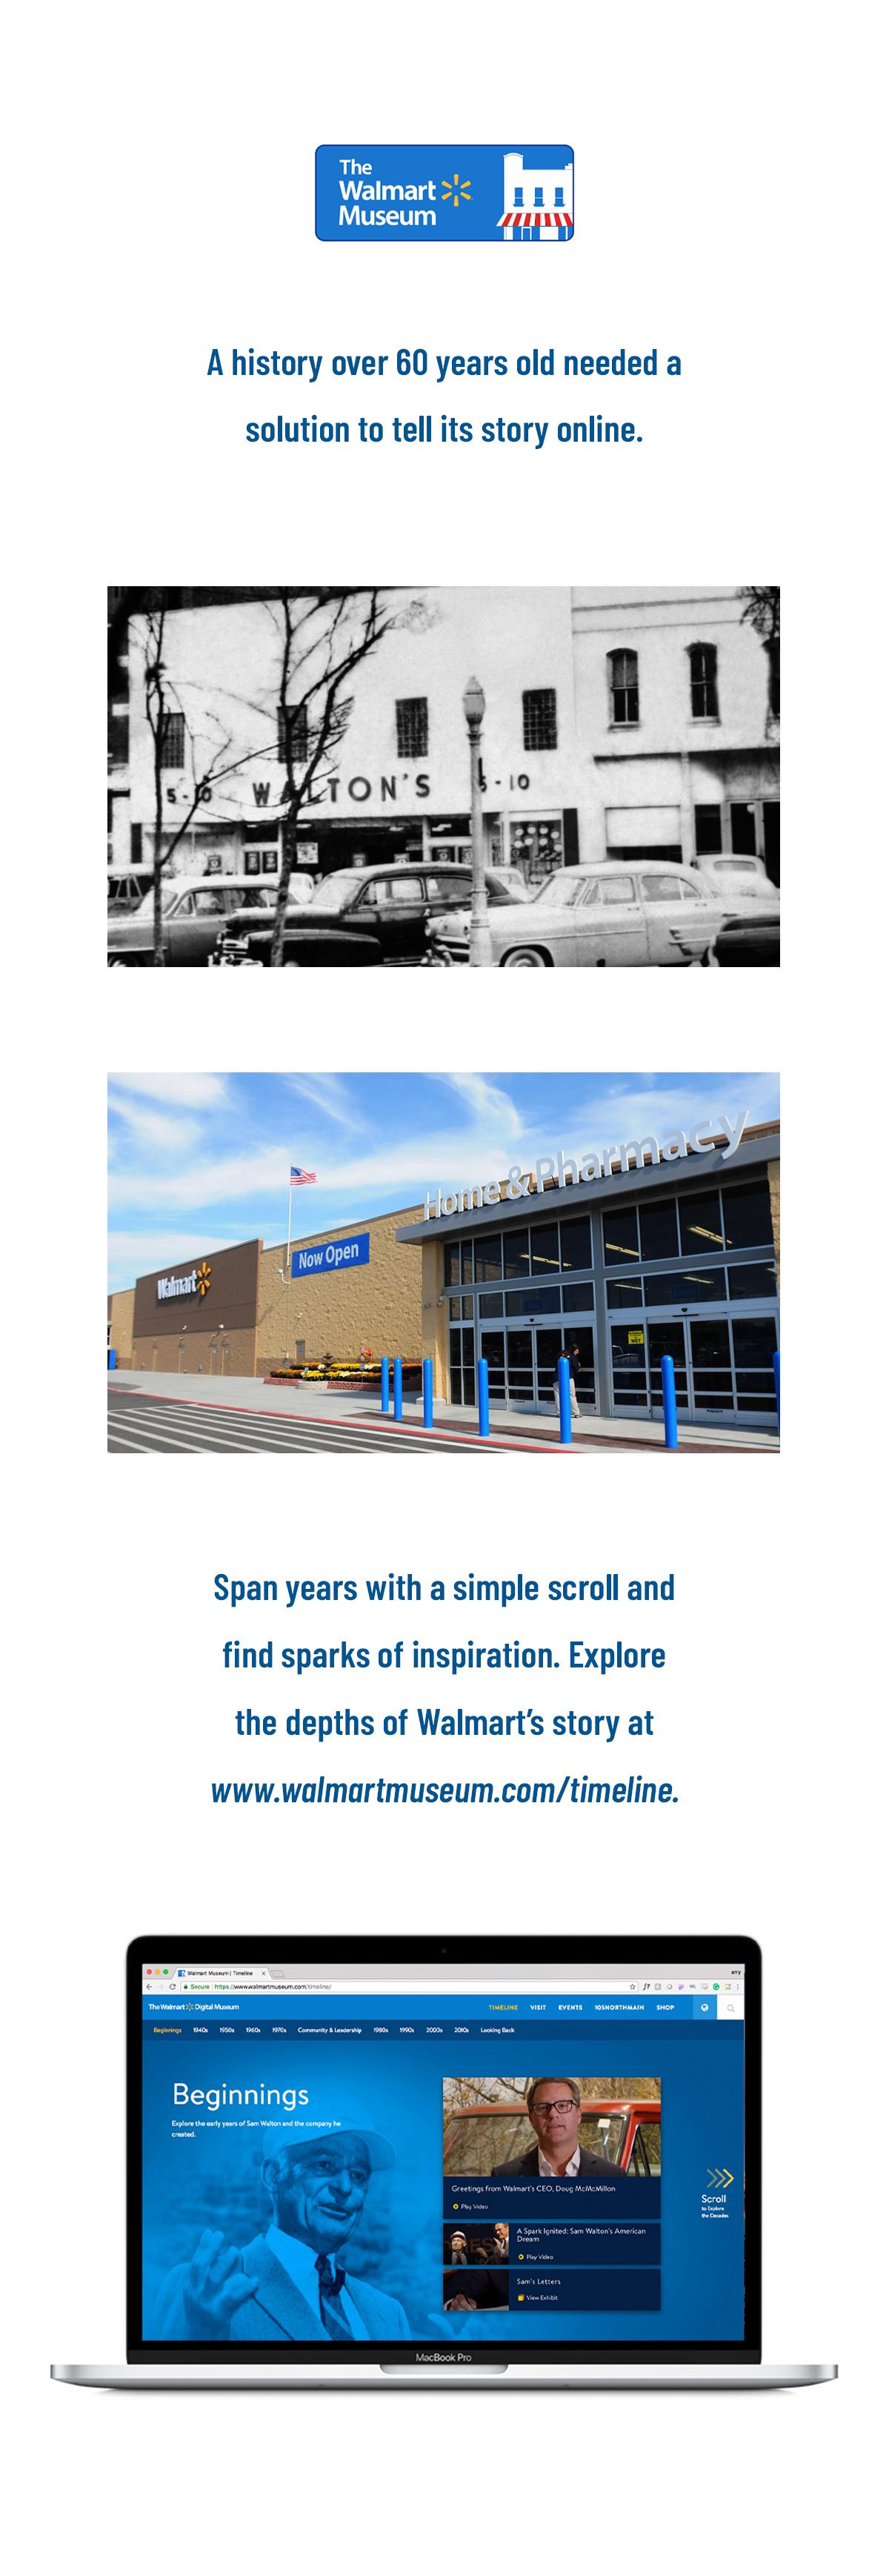 The
Walmart
Museum
A history over 60 years old needed a
solution to tell its story online.
5-10 WALTON'S 5-10
Home & Pharmacy
Now Open
Walmart
Span years with a simple scroll and
find sparks of inspiration. Explore
the depths of Walmart’s story at
www.walmartmuseum.com/timeline.
Walmart Museum | Timeline
Secure https://www.walmartmuseum.com/timeline/
The Walmart Digital Museum
TIMELINE VISIT EVENTS 105NORTHMAIN SHOP
Beginnings 1940s 1950s 1960s 1970s Community & Leadership 1980s 1990s 2000s 2010s Looking Back
Beginnings
Explore the early years of Sam Walton and the company he
created.
Greetings from Walmart's CEO, Doug McMillon
Play Video
A Spark Ignited: Sam Walton's American
Dream
Play Video
Sam's Letters
View Exhibit
Scroll
to Explore
the Decades
MacBook Pro